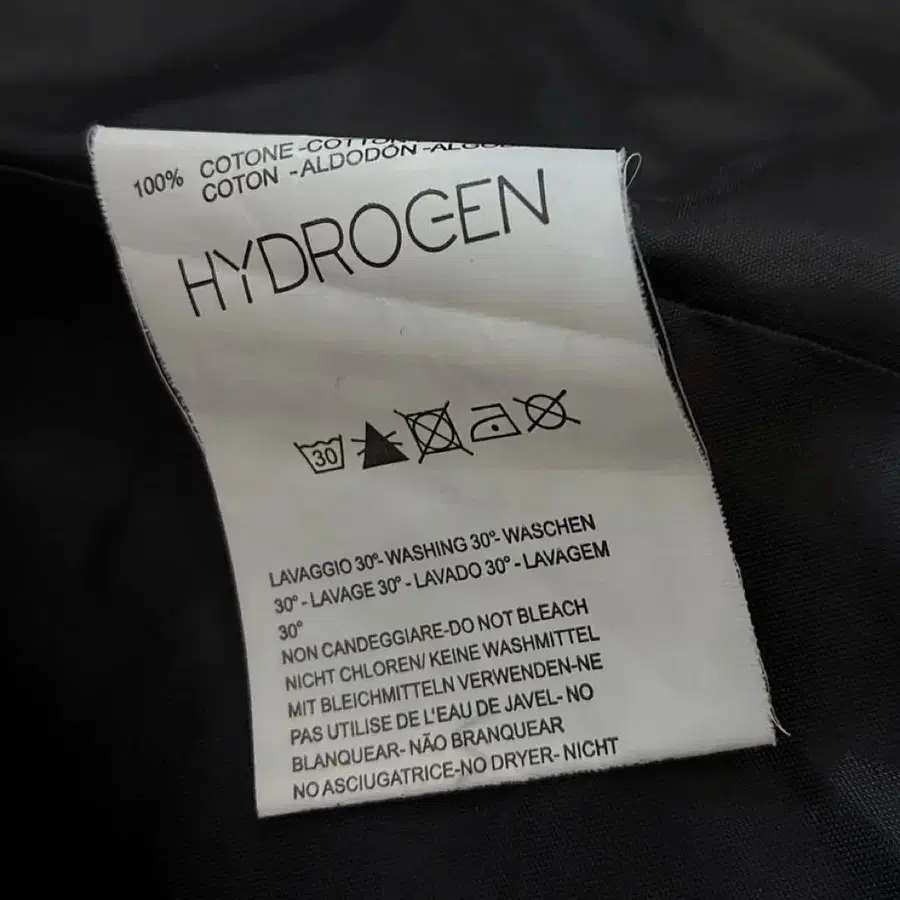 100% COTONE-COTTON
COTON -ALDODÓN -
HYDROGEN
30
LAVAGGIO 30°-WASHING 30°-WASCHEN
30° - LAVAGE 30° - LAVADO 30° - LAVAGEM
30°
NON CANDEGGIARE-DO NOT BLEACH
NICHT CHLOREN/ KEINE WASHMITTEL
MIT BLEICHMITTELN VERWENDEN-NE
PAS UTILISE DE L'EAU DE JAVEL- NO
BLANQUEAR- NÃO BRANQUEAR
NO ASCIUGATRICE-NO DRYER- NICHT